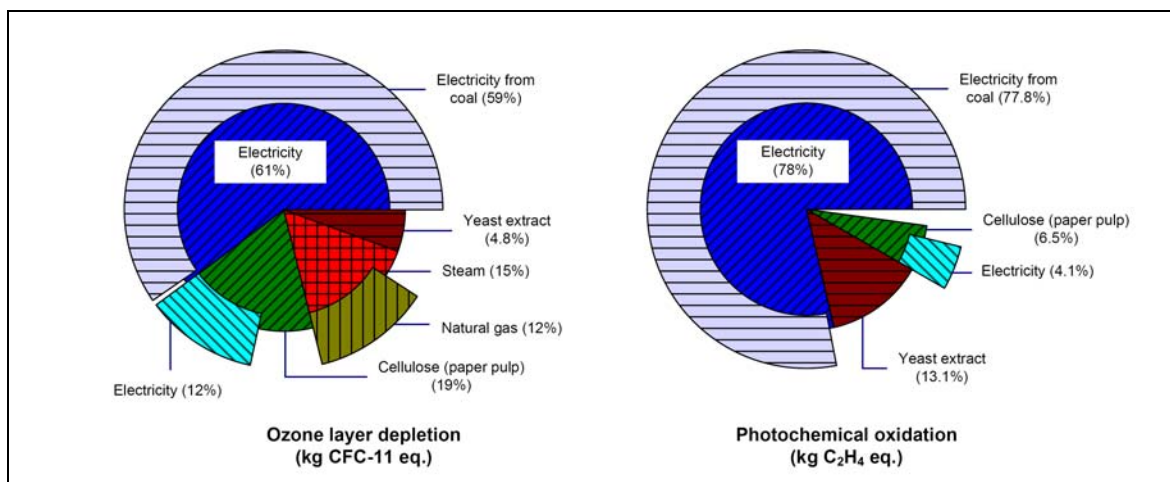 Electricity from
coal (59%)
Electricity
(61%)
Yeast extract
(4.8%)
Steam (15%)
Natural gas (12%)
Cellulose (paper pulp)
(19%)
Electricity (12%)
Ozone layer depletion
(kg CFC-11 eq.)
Electricity from
coal (77.8%)
Electricity
(78%)
Cellulose (paper pulp)
(6.5%)
Electricity (4.1%)
Yeast extract
(13.1%)
Photochemical oxidation
(kg C₂H₄ eq.)